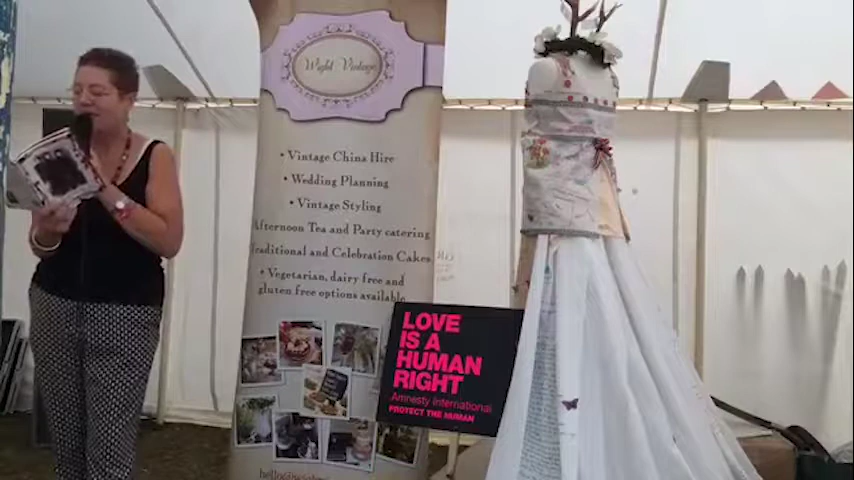 Wight Vintage
• Vintage China Hire
• Wedding Planning
• Vintage Styling
Afternoon Tea and Party catering
Traditional and Celebration Cakes
• Vegetarian, dairy free and
gluten free options available
LOVE
IS A
HUMAN
RIGHT
Amnesty International
PROTECT THE HUMAN